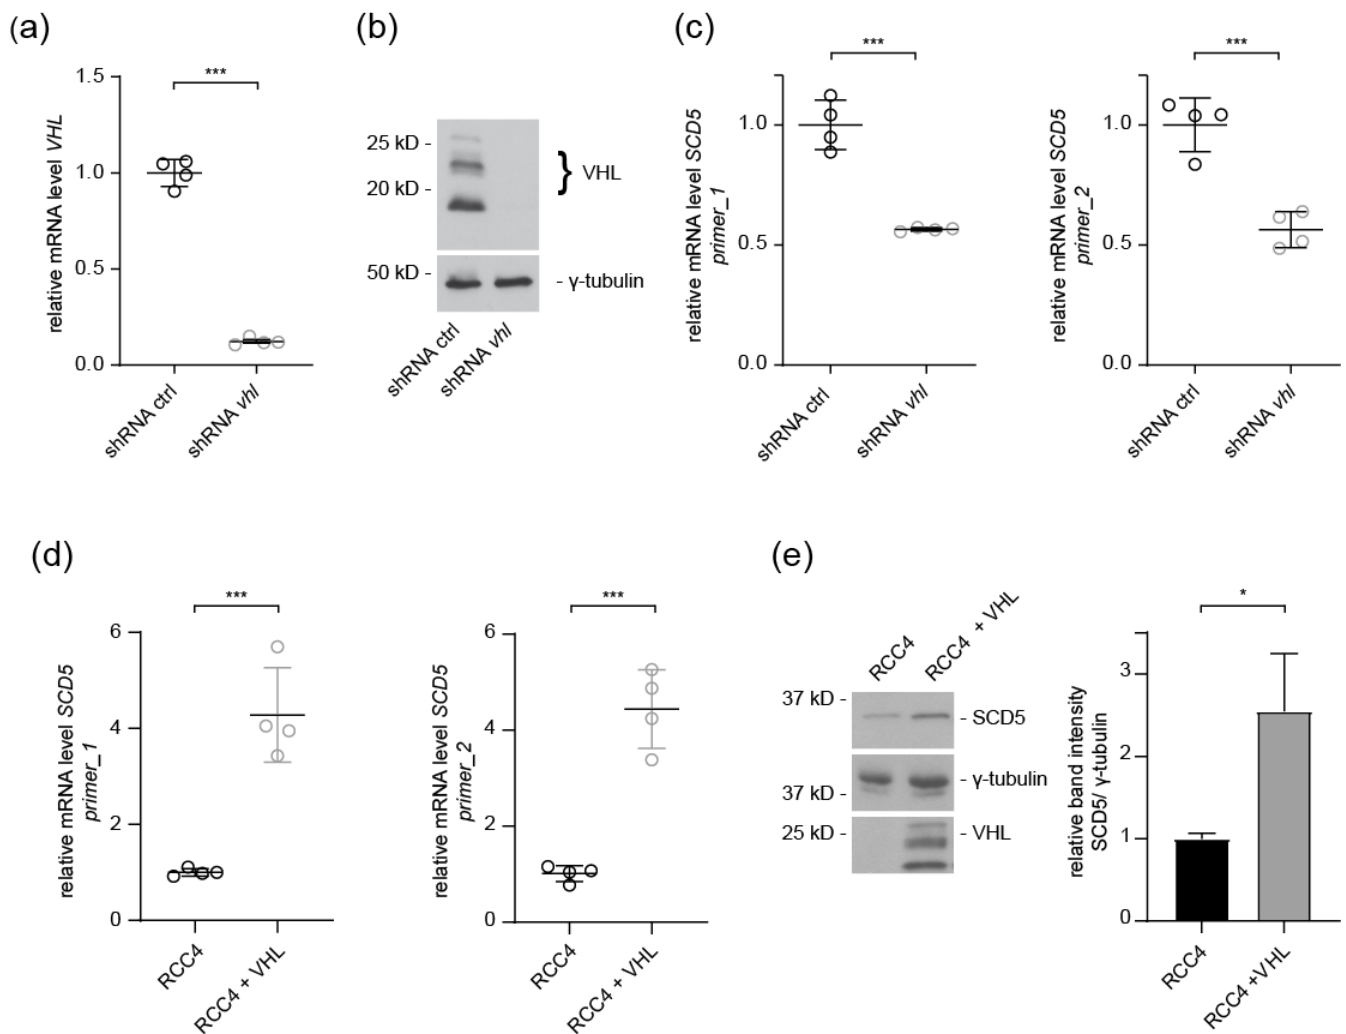 (a)
***
relative mRNA level VHL
1.5
1.0
0.5
0.0
shRNA ctrl
shRNA vhl
(b)
25 kD -
20 kD -
} VHL
50 kD -
- γ-tubulin
shRNA ctrl
shRNA vhl
(c)
***
relative mRNA level SCD5
primer_1
1.0
0.5
0.0
shRNA ctrl
shRNA vhl
***
relative mRNA level SCD5
primer_2
1.0
0.5
0.0
shRNA ctrl
shRNA vhl
(d)
***
relative mRNA level SCD5
primer_1
6
4
2
0
RCC4
RCC4 + VHL
***
relative mRNA level SCD5
primer_2
6
4
2
0
RCC4
RCC4 + VHL
(e)
RCC4
RCC4 + VHL
37 kD -
- SCD5
- γ-tubulin
37 kD -
25 kD -
- VHL
*
relative band intensity
SCD5/ γ-tubulin
3
2
1
0
RCC4
RCC4 +VHL